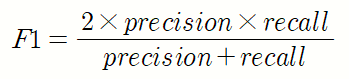 F1 = 2 × precision × recall / precision + recall